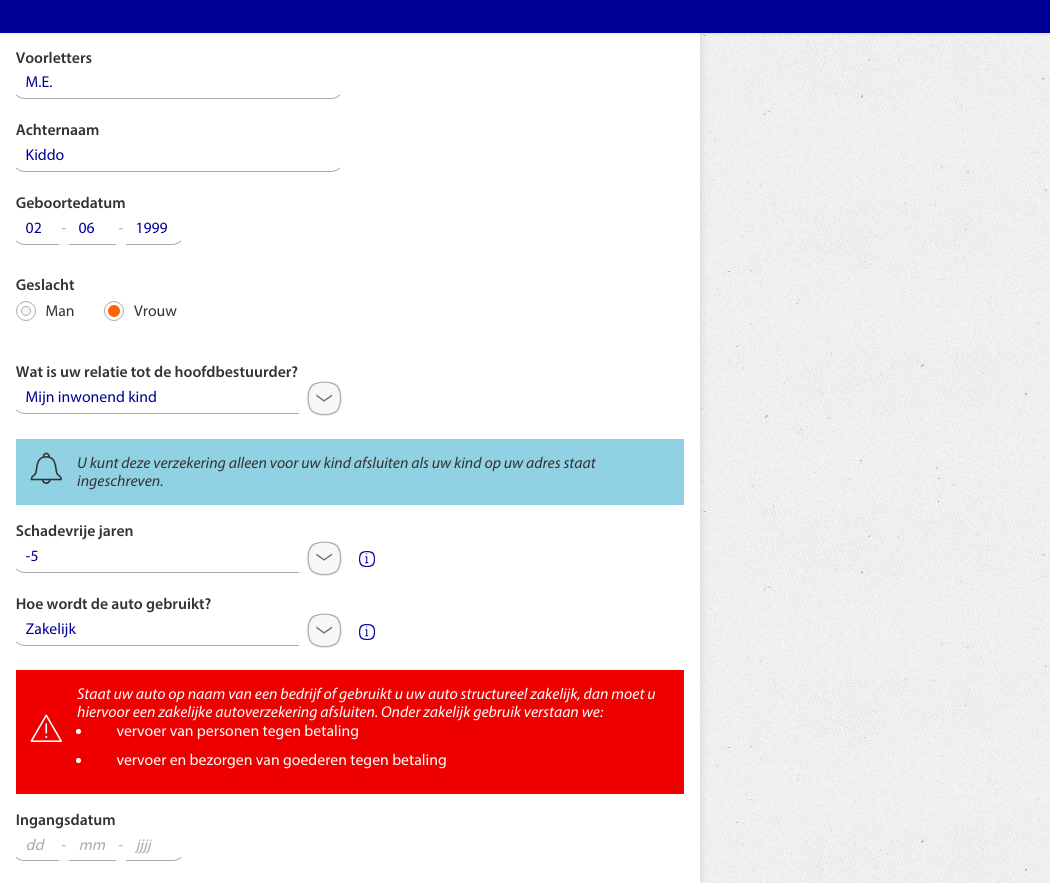 Voorletters
M.E.
Achternaam
Kiddo
Geboortedatum
02 - 06 - 1999
Geslacht
Man Vrouw
Wat is uw relatie tot de hoofdbestuurder?
Mijn inwonend kind
U kunt deze verzekering alleen voor uw kind afsluiten als uw kind op uw adres staat
ingeschreven.
Schadevrije jaren
-5
i
Hoe wordt de auto gebruikt?
Zakelijk
i
Staat uw auto op naam van een bedrijf of gebruikt u uw auto structureel zakelijk, dan moet u
hiervoor een zakelijke autoverzekering afsluiten. Onder zakelijk gebruik verstaan we:
• vervoer van personen tegen betaling
• vervoer en bezorgen van goederen tegen betaling
Ingangsdatum
dd - mm - jjjj